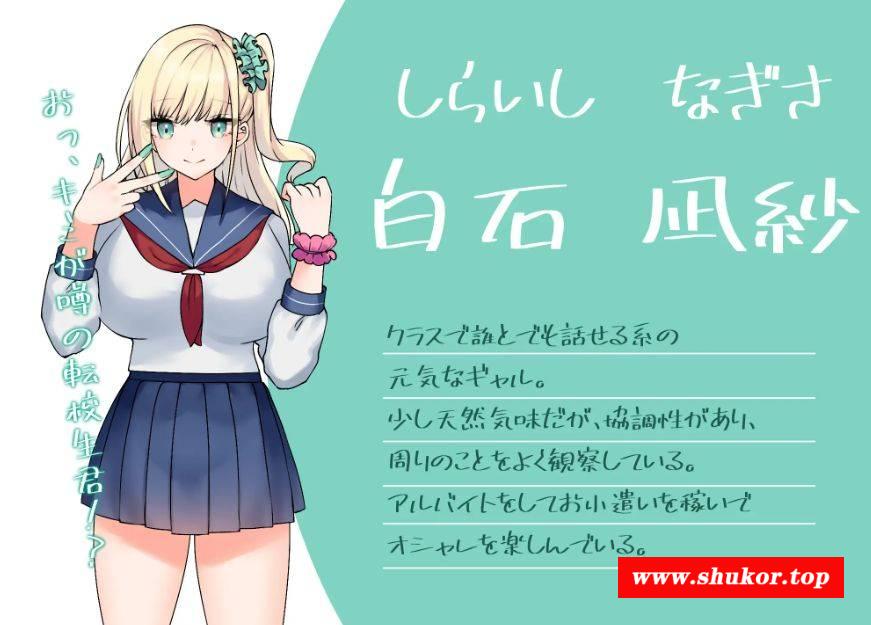 おっ、キミが噂の転校生君！？
しらいし　なぎさ
白石　凪紗
クラスで誰とでも話せる系の
元気なギャル。
少し天然気味だが、協調性があり、
周りのことをよく観察している。
アルバイトをしてお小遣いを稼いで
オシャレを楽しんでいる。
www.shukor.top